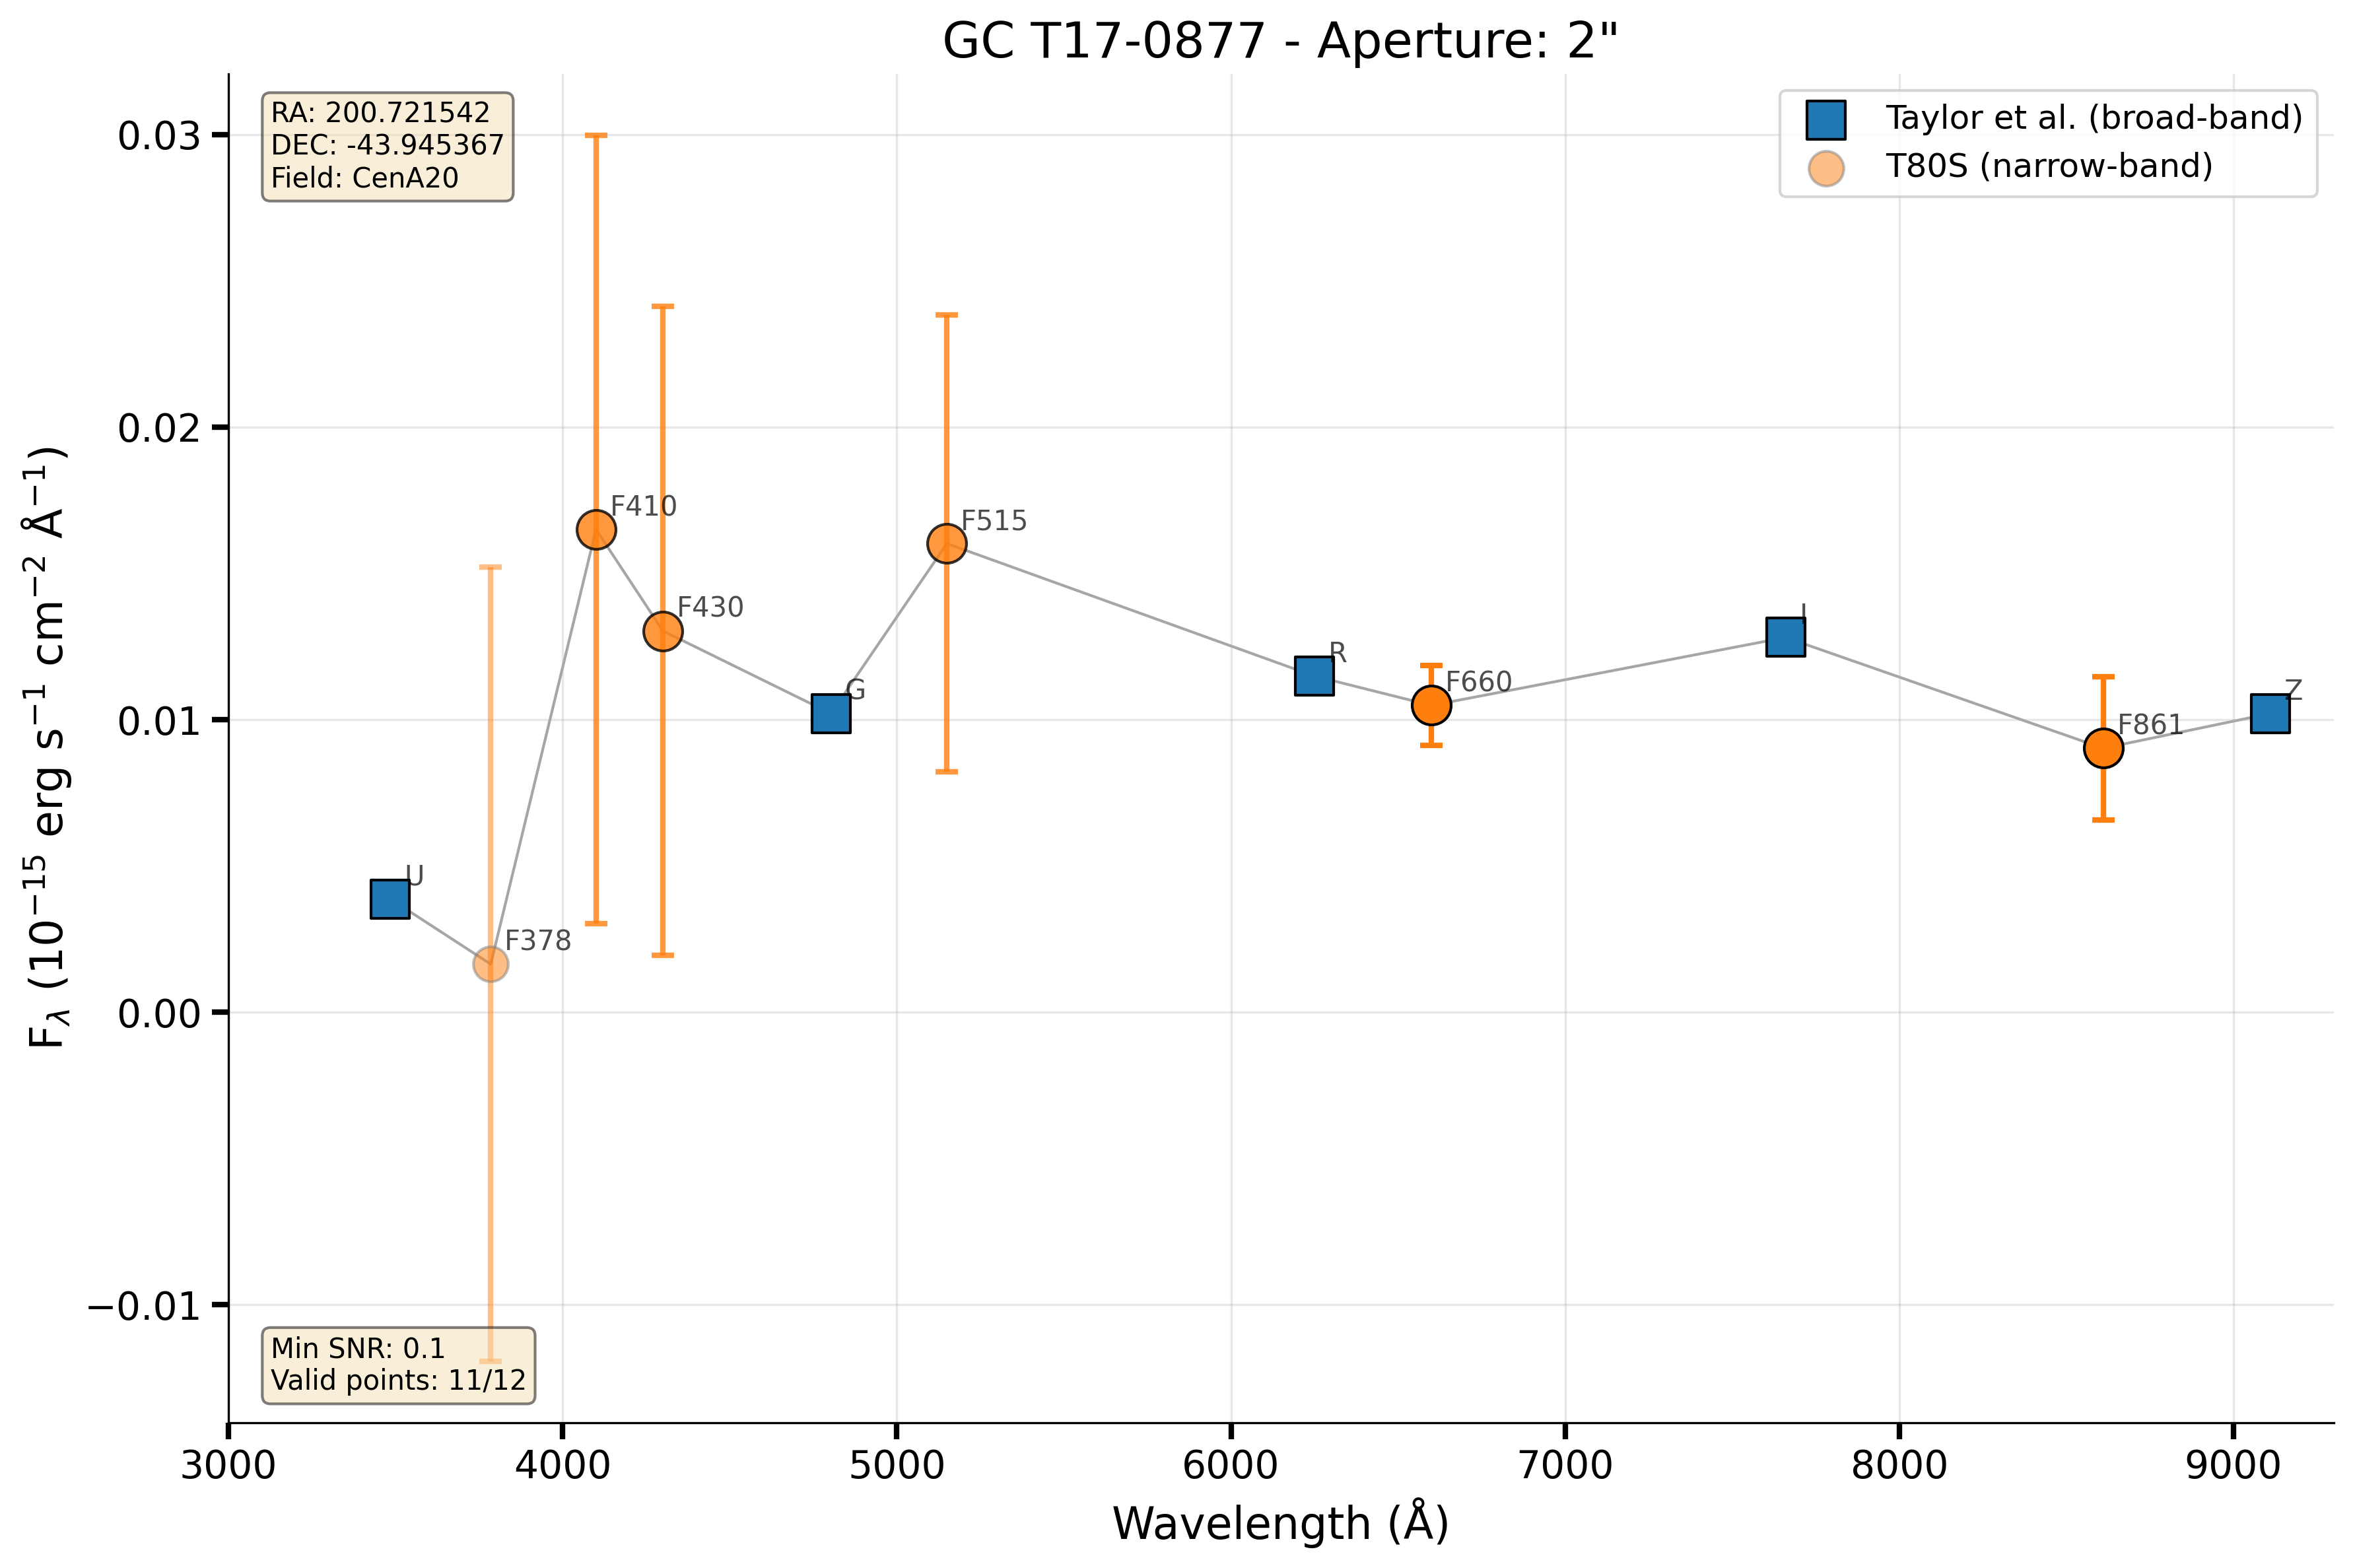 GC T17-0877 - Aperture: 2"
RA: 200.721542
DEC: -43.945367
Field: CenA20
Taylor et al. (broad-band)
T80S (narrow-band)
0.03
0.02
0.01
0.00
−0.01
F_λ (10⁻¹⁵ erg s⁻¹ cm⁻² Å⁻¹)
U
F378
F410
F430
G
F515
R
F660
I
F861
Z
Min SNR: 0.1
Valid points: 11/12
3000 4000 5000 6000 7000 8000 9000
Wavelength (Å)